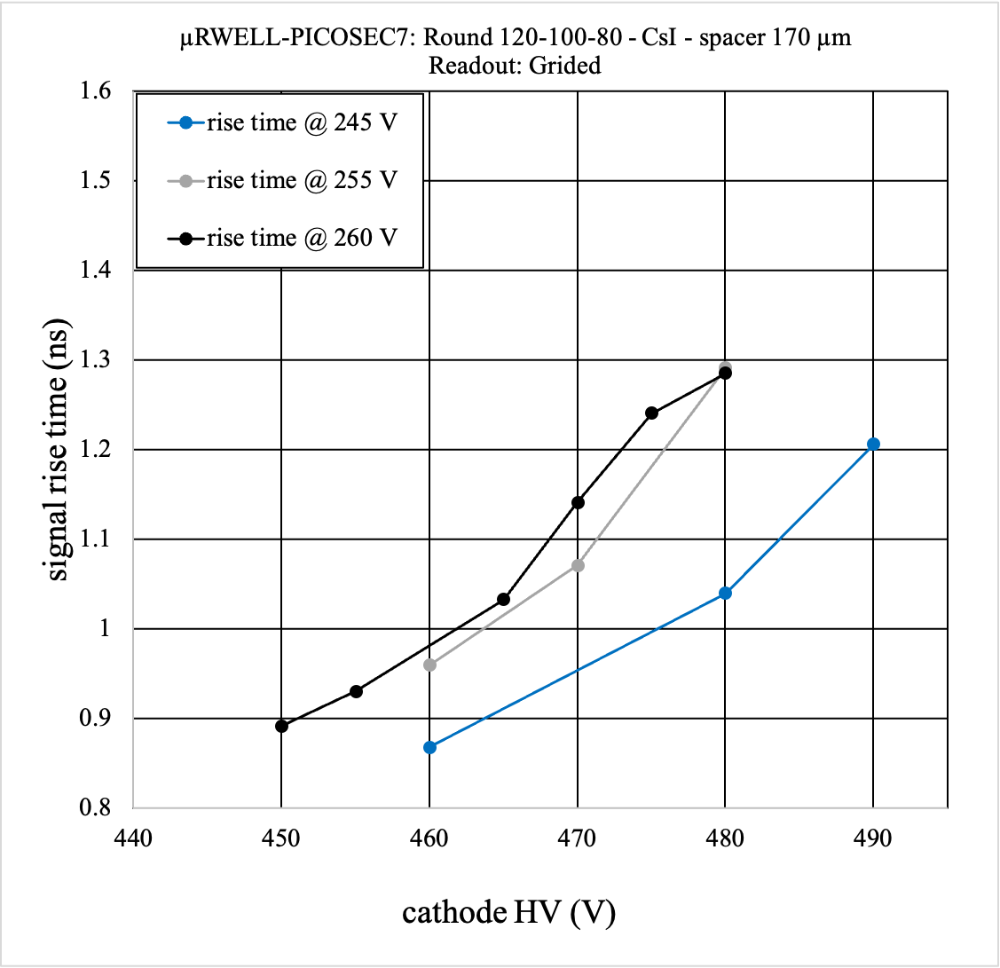 µRWELL-PICOSEC7: Round 120-100-80 - CsI - spacer 170 µm
Readout: Grided
rise time @ 245 V
rise time @ 255 V
rise time @ 260 V
signal rise time (ns)
1.6
1.5
1.4
1.3
1.2
1.1
1
0.9
0.8
440 450 460 470 480 490
cathode HV (V)